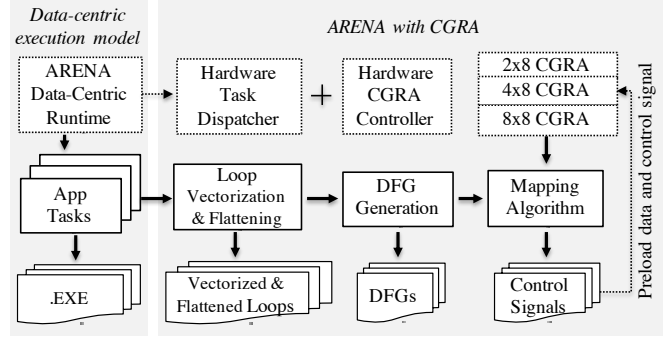 Data-centric
execution model
ARENA with CGRA
ARENA
Data-Centric
Runtime
Hardware
Task
Dispatcher
+
Hardware
CGRA
Controller
2x8 CGRA
4x8 CGRA
8x8 CGRA
App
Tasks
Loop
Vectorization
& Flattening
DFG
Generation
Mapping
Algorithm
.EXE
Vectorized &
Flattened Loops
DFGs
Control
Signals
Preload data and control signal